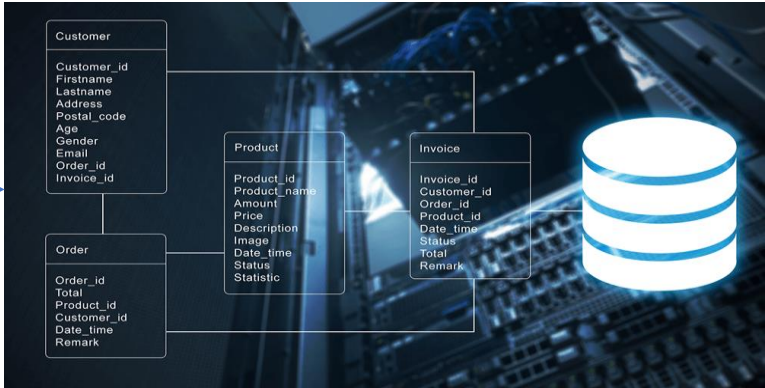 Customer
Customer_id
Firstname
Lastname
Address
Postal_code
Age
Gender
Email
Order_id
Invoice_id
Product
Product_id
Product_name
Amount
Price
Description
Image
Date_time
Status
Statistic
Invoice
Invoice_id
Customer_id
Order_id
Product_id
Date_time
Status
Total
Remark
Order
Order_id
Total
Product_id
Customer_id
Date_time
Remark